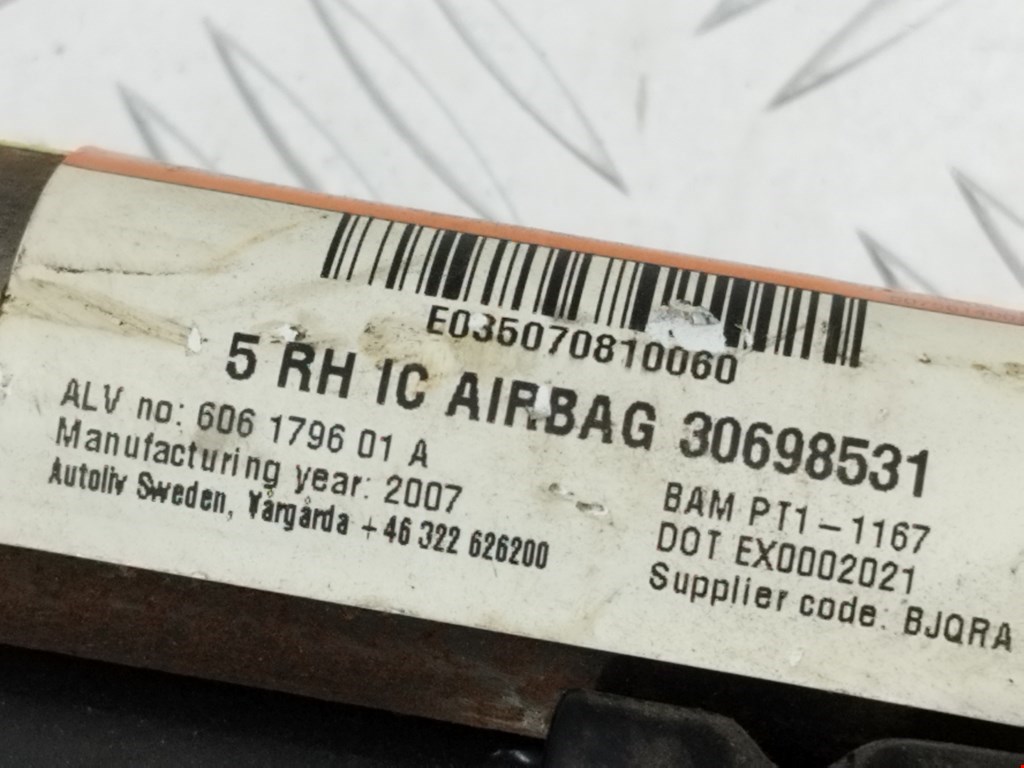 E035070810060
5 RH IC AIRBAG 30698531
ALV no: 606 1796 01 A
Manufacturing year: 2007
Autoliv Sweden, Vårgårda +46 322 626200
BAM PT1-1167
DOT EX0002021
Supplier code: BJQRA